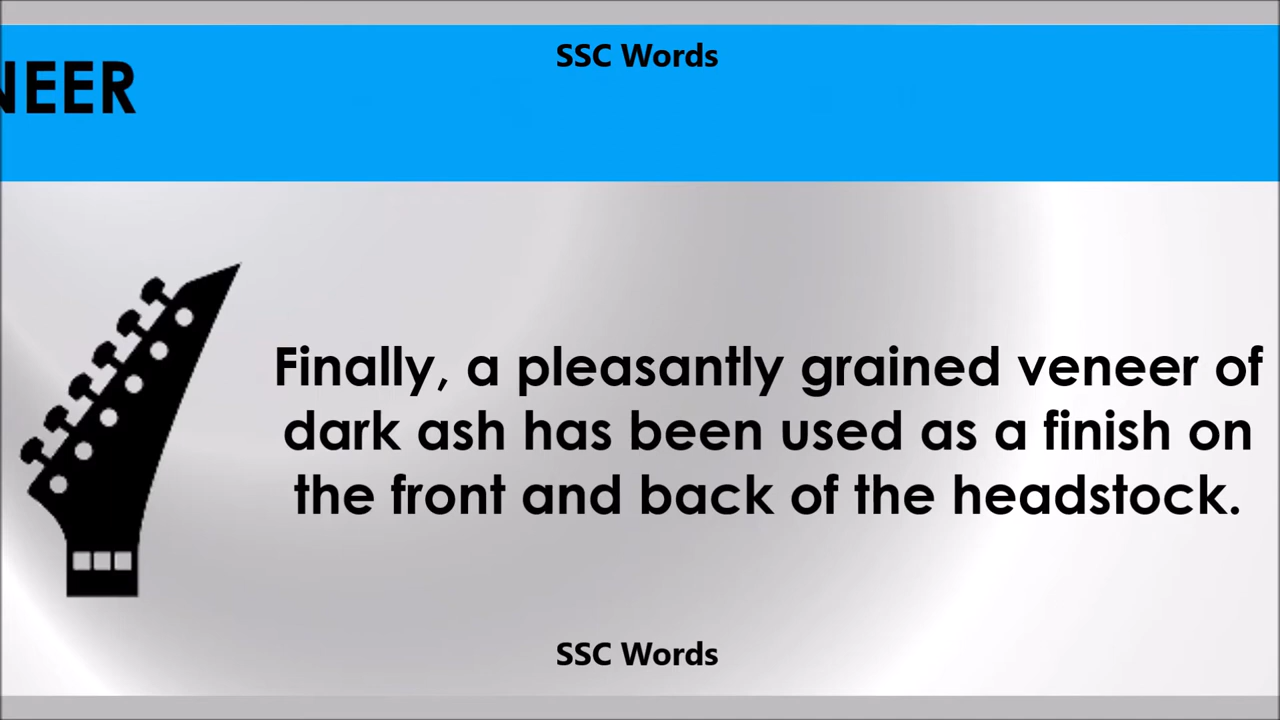 SSC Words
NEER
Finally, a pleasantly grained veneer of
dark ash has been used as a finish on
the front and back of the headstock.
SSC Words